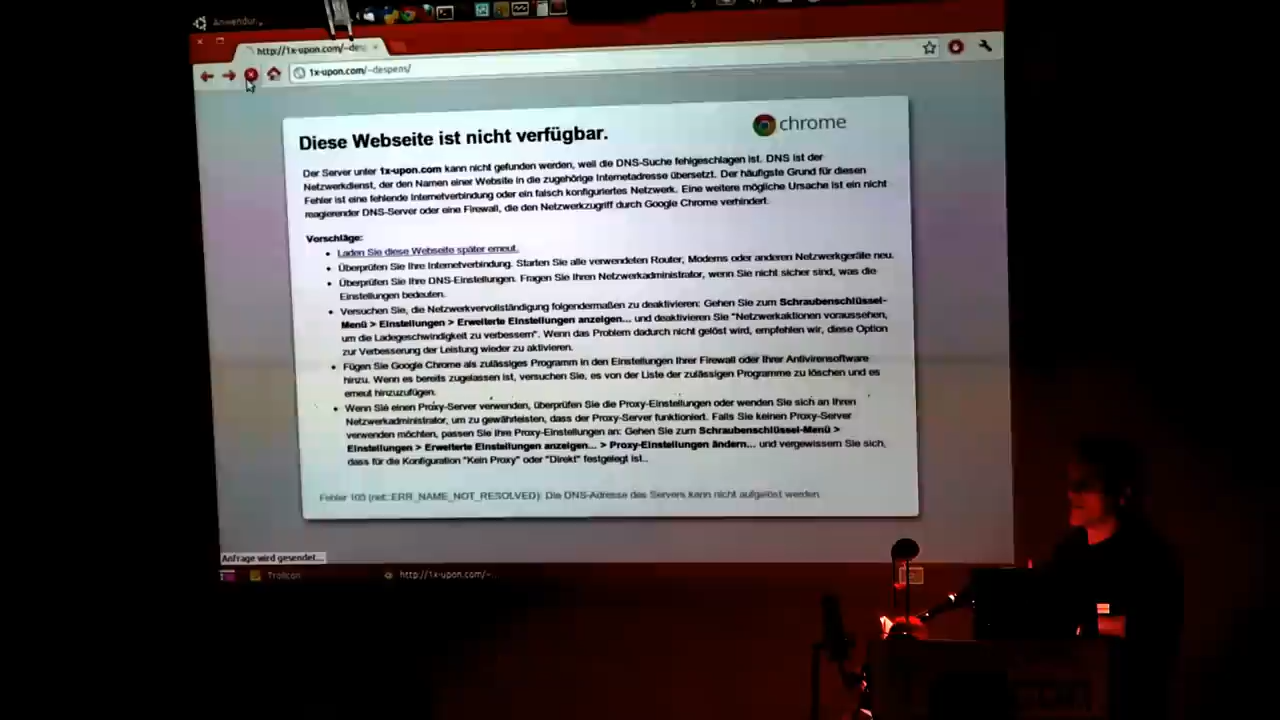 Anwendun..
http://1x-upon.com/~des
1x-upon.com/~despens/
chrome
Diese Webseite ist nicht verfügbar.
Der Server unter 1x-upon.com kann nicht gefunden werden, weil die DNS-Suche fehlgeschlagen ist. DNS ist der
Netzwerkdienst, der den Namen einer Website in die zugehörige Internetadresse übersetzt. Der häufigste Grund für diesen
Fehler ist eine fehlende Internetverbindung oder ein falsch konfiguriertes Netzwerk. Eine weitere mögliche Ursache ist ein nicht
reagierender DNS-Server oder eine Firewall, die den Netzwerkzugriff durch Google Chrome verhindert.
Vorschläge:
• Laden Sie diese Webseite später erneut.
• Überprüfen Sie Ihre Internetverbindung. Starten Sie alle verwendeten Router, Modems oder anderen Netzwerkgeräte neu.
• Überprüfen Sie Ihre DNS-Einstellungen. Fragen Sie Ihren Netzwerkadministrator, wenn Sie nicht sicher sind, was die
Einstellungen bedeuten.
• Versuchen Sie, die Netzwerkvervollständigung folgendermaßen zu deaktivieren: Gehen Sie zum Schraubenschlüssel-
Menü > Einstellungen > Erweiterte Einstellungen anzeigen... und deaktivieren Sie "Netzwerkaktionen voraussehen,
um die Ladegeschwindigkeit zu verbessern". Wenn das Problem dadurch nicht gelöst wird, empfehlen wir, diese Option
zur Verbesserung der Leistung wieder zu aktivieren.
• Fügen Sie Google Chrome als zulässiges Programm in den Einstellungen Ihrer Firewall oder Ihrer Antivirensoftware
hinzu. Wenn es bereits zugelassen ist, versuchen Sie, es von der Liste der zulässigen Programme zu löschen und es
erneut hinzuzufügen.
• Wenn Sie einen Proxy-Server verwenden, überprüfen Sie die Proxy-Einstellungen oder wenden Sie sich an Ihren
Netzwerkadministrator, um zu gewährleisten, dass der Proxy-Server funktioniert. Falls Sie keinen Proxy-Server
verwenden möchten, passen Sie Ihre Proxy-Einstellungen an: Gehen Sie zum Schraubenschlüssel-Menü >
Einstellungen > Erweiterte Einstellungen anzeigen... > Proxy-Einstellungen ändern... und vergewissern Sie sich,
dass für die Konfiguration "Kein Proxy" oder "Direkt" festgelegt ist..
Fehler 105 (net::ERR_NAME_NOT_RESOLVED): Die DNS-Adresse des Servers kann nicht aufgelöst werden.
Anfrage wird gesendet...
Trollcon
http://1x-upon.com/~...